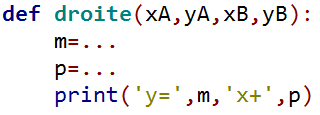 def droite(xA,yA,xB,yB):
    m=...
    p=...
    print('y=',m,'x+',p)